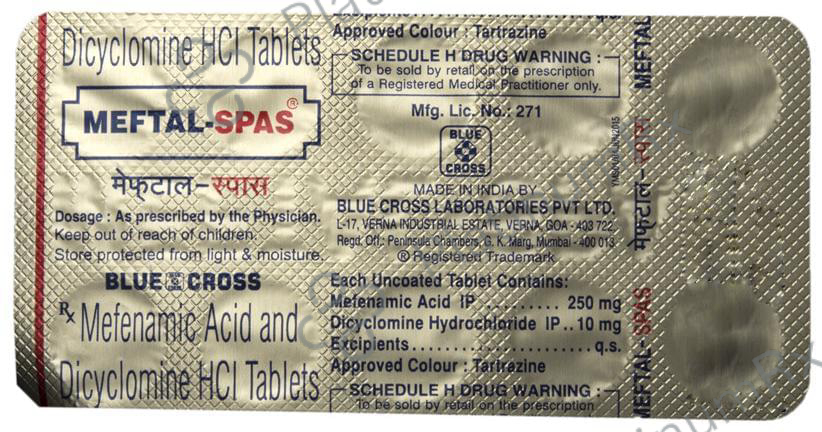 Dicyclomine HCl Tablets
MEFTAL-SPAS®
मेफ्टाल-स्पास
Dosage : As prescribed by the Physician.
Keep out of reach of children.
Store protected from light & moisture.
BLUE CROSS
Rx Mefenamic Acid and
Dicyclomine HCl Tablets
Excipients q.s.
Approved Colour : Tartrazine
SCHEDULE H DRUG WARNING :
To be sold by retail on the prescription
of a Registered Medical Practitioner only.
Mfg. Lic. No.: 271
BLUE
CROSS
MADE IN INDIA BY
BLUE CROSS LABORATORIES PVT LTD.
L-17, VERNA INDUSTRIAL ESTATE, VERNA, GOA - 403 722.
Regd. Off.: Peninsula Chambers, G. K. Marg, Mumbai - 400 013.
® Registered Trademark
Each Uncoated Tablet Contains:
Mefenamic Acid IP ......... 250 mg
Dicyclomine Hydrochloride IP .. 10 mg
Excipients ........................ q.s.
Approved Colour : Tartrazine
SCHEDULE H DRUG WARNING :
To be sold by retail on the prescription
MEFTAL
मेफ्टाल-स्पास
MEFTAL-SPAS